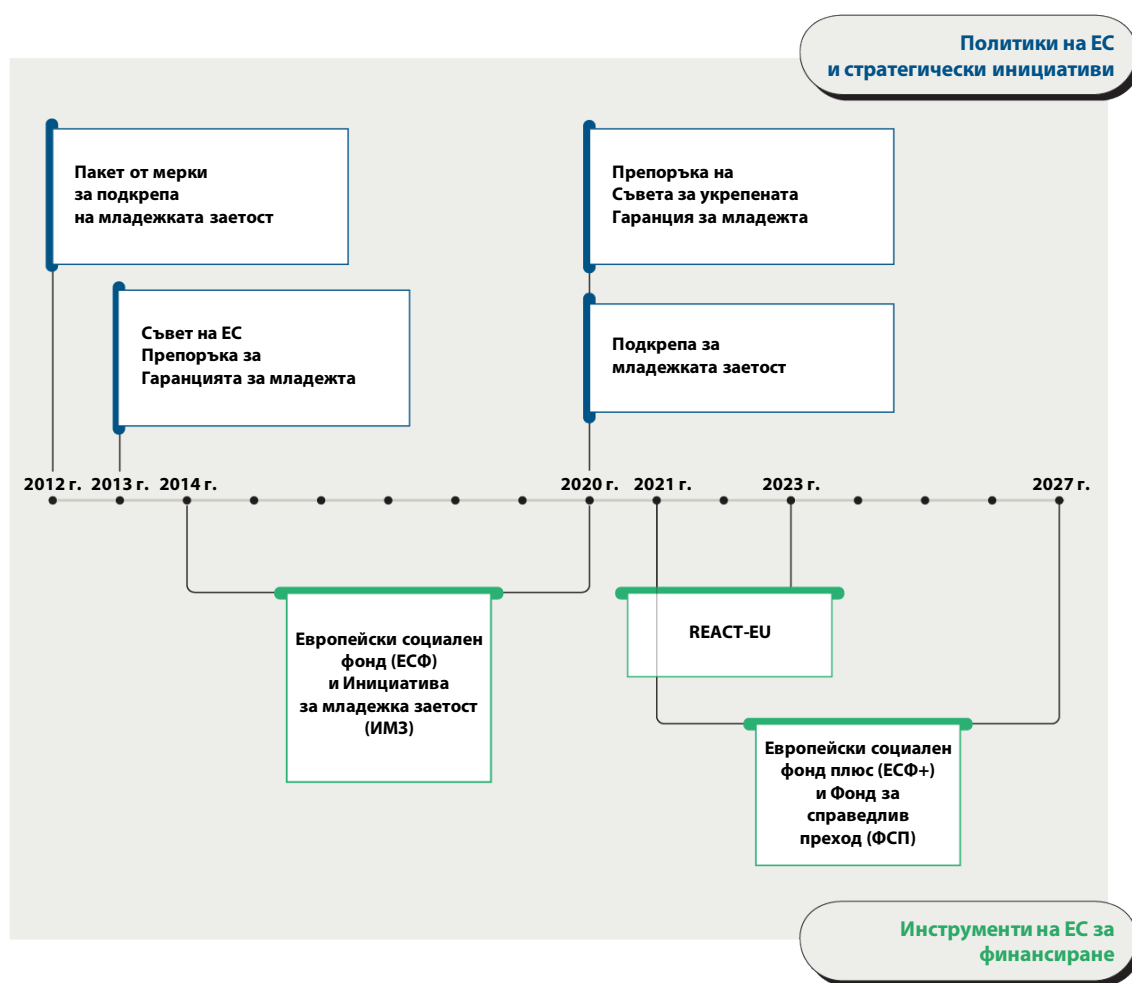 Политики на ЕС
и стратегически инициативи
Пакет от мерки
за подкрепа
на младежката заетост
Препоръка на
Съвета за укрепената
Гаранция за младежта
Съвет на ЕС
Препоръка за
Гаранцията за младежта
Подкрепа за
младежката заетост
2012 г. 2013 г. 2014 г. 2020 г. 2021 г. 2023 г. 2027 г.
Европейски социален
фонд (ЕСФ)
и Инициатива
за младежка заетост
(ИМЗ)
REACT-EU
Европейски социален
фонд плюс (ЕСФ+)
и Фонд за
справедлив
преход (ФСП)
Инструменти на ЕС за
финансиране